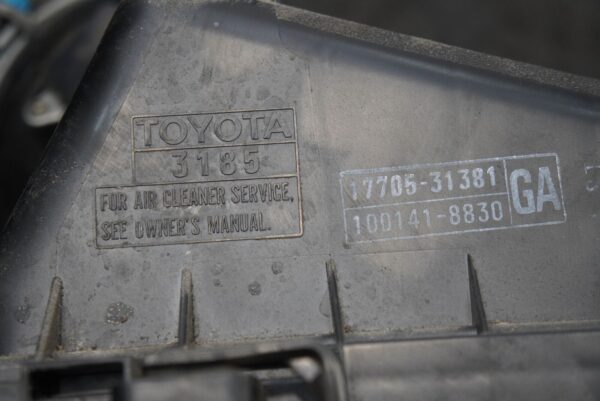 TOYOTA
3185
FOR AIR CLEANER SERVICE,
SEE OWNER'S MANUAL.
17705-31381
100141-8830
GA